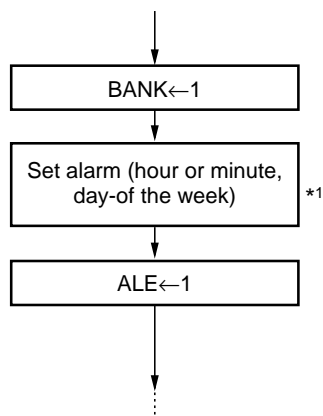 BANK←1
Set alarm (hour or minute,
day-of the week)
*1
ALE←1